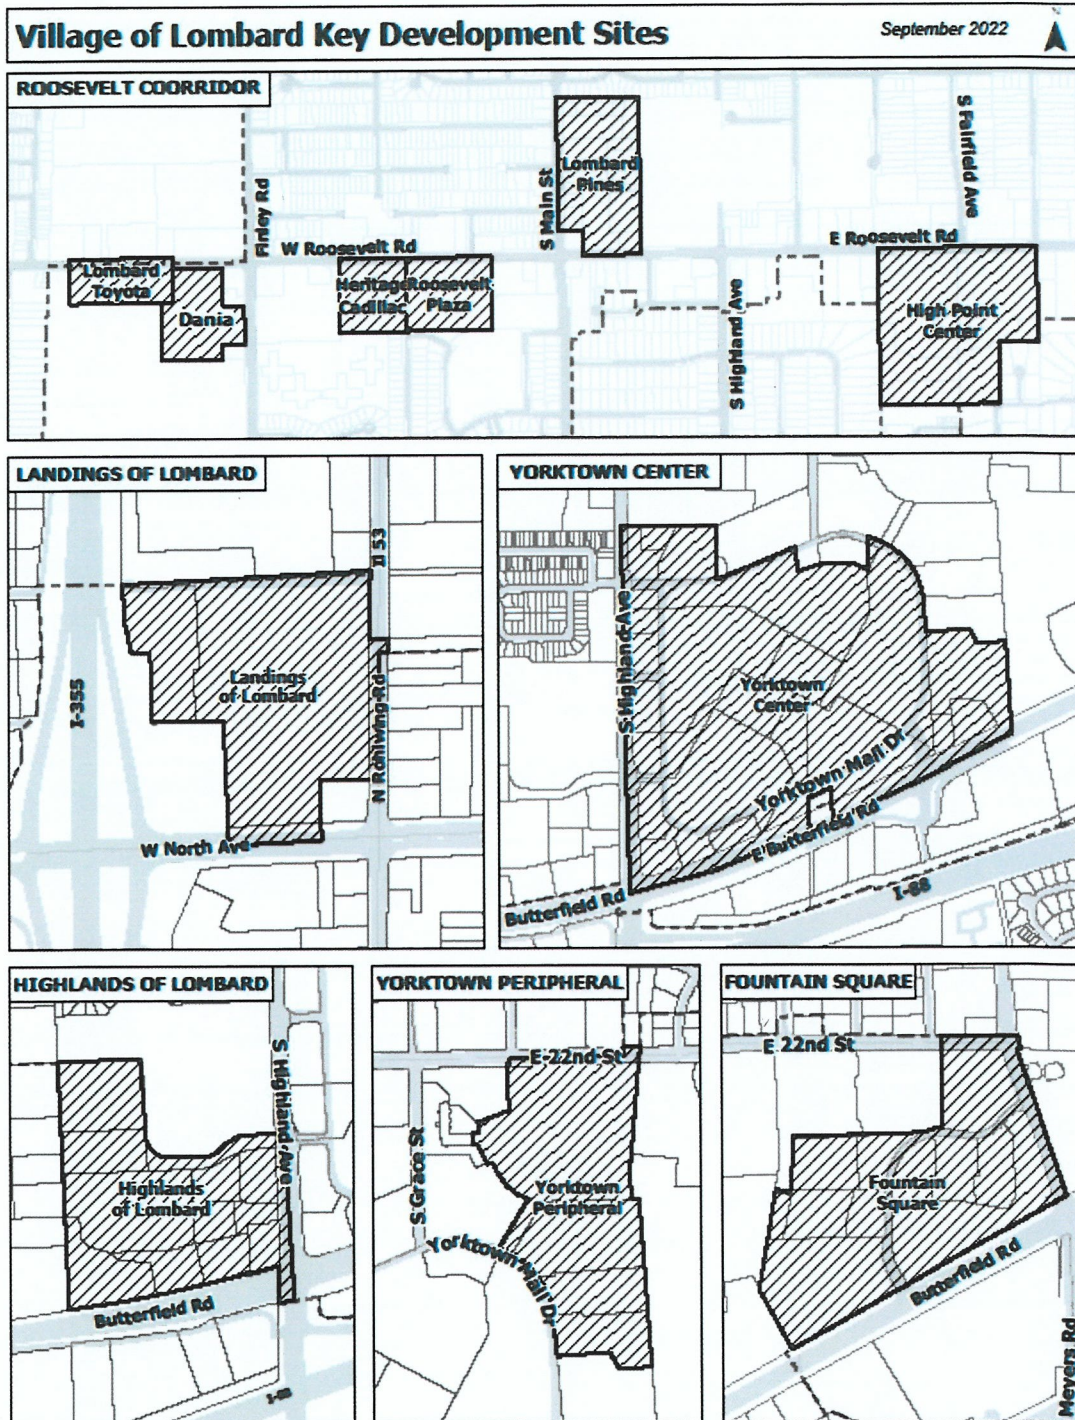 Village of Lombard Key Development Sites
September 2022
N
ROOSEVELT COORRIDOR
Finley Rd
W Roosevelt Rd
S Main St
Lombard
Pines
S Fairfield Ave
E Roosevelt Rd
Lombard
Toyota
Dania
Heritage
Cadillac
Roosevelt
Plaza
S Highland Ave
High Point
Center
LANDINGS OF LOMBARD
Il 53
I-355
Landings
of Lombard
N Rohlwing Rd
W North Ave
YORKTOWN CENTER
S Highland Ave
Yorktown
Center
Yorktown Mall Dr
E Butterfield Rd
Butterfield Rd
I-88
HIGHLANDS OF LOMBARD
S Highland Ave
Highlands
of Lombard
Butterfield Rd
I-88
YORKTOWN PERIPHERAL
E 22nd St
S Grace St
Yorktown
Peripheral
Yorktown Mall Dr
FOUNTAIN SQUARE
E 22nd St
Fountain
Square
Butterfield Rd
Meyers Rd